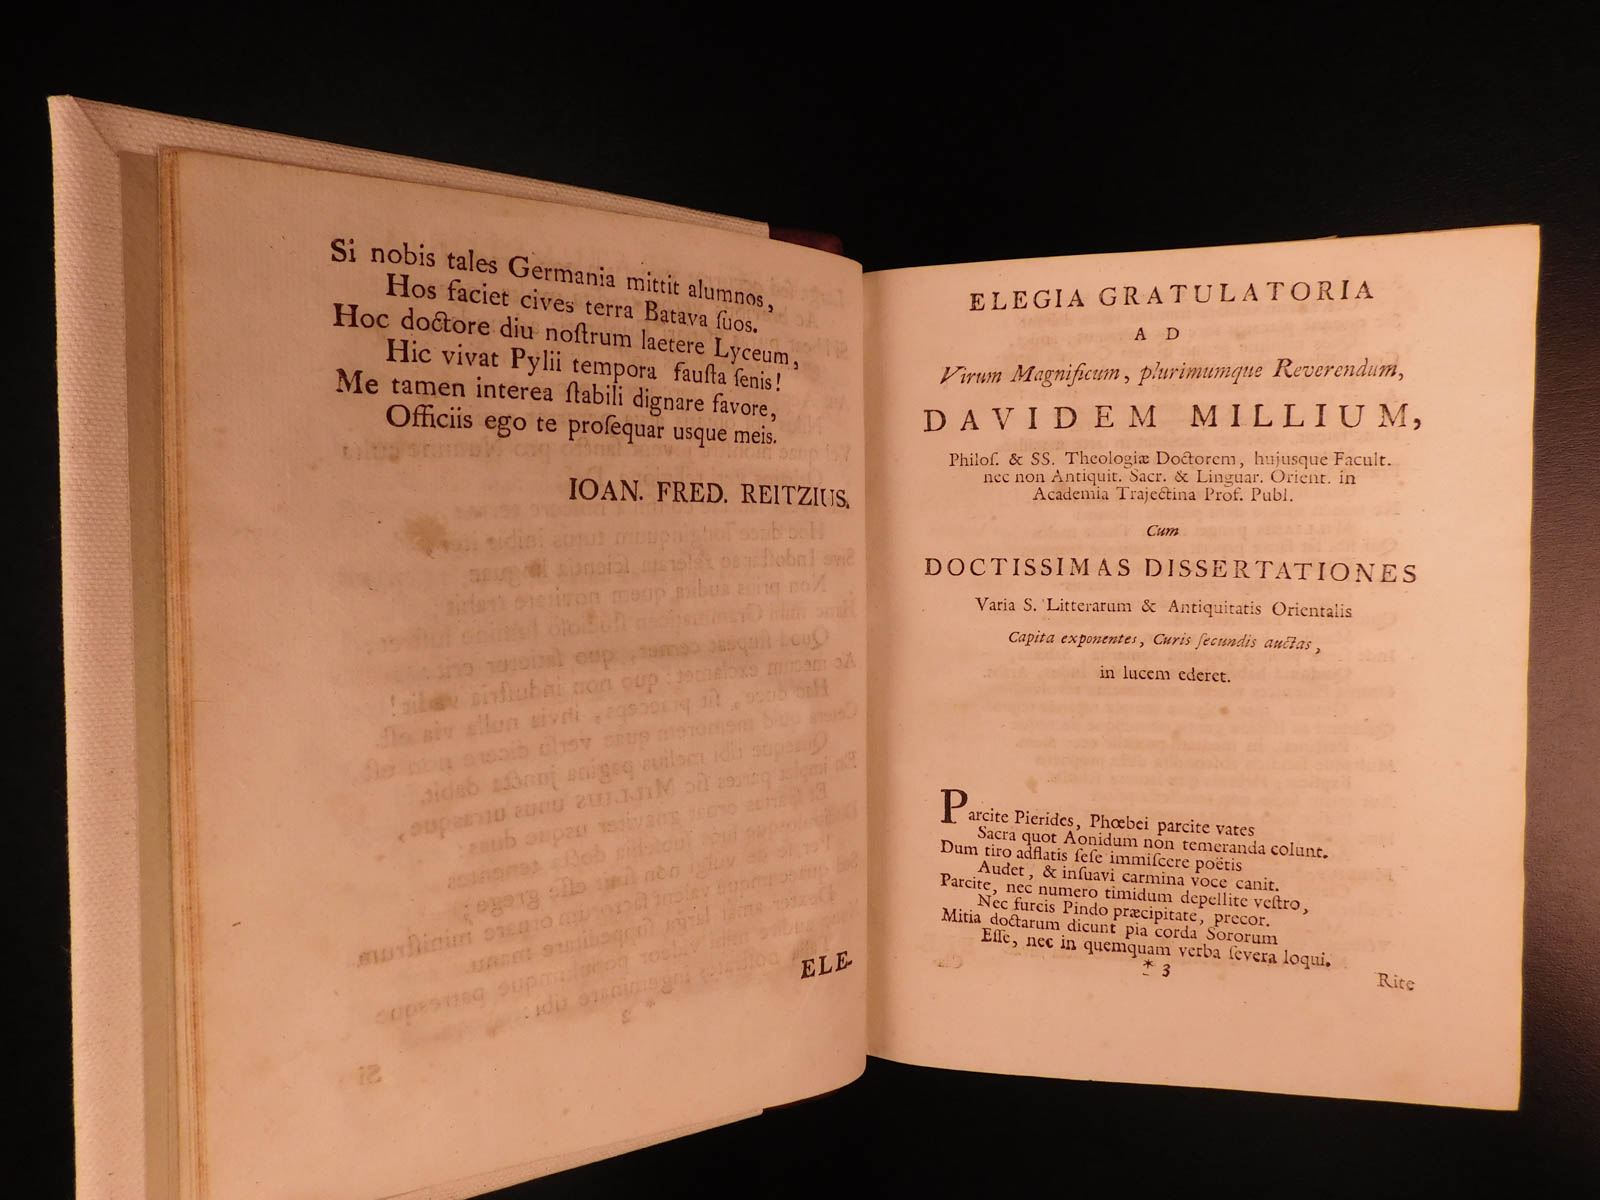 Si nobis tales Germania mittit alumnos,
Hos faciet cives terra Batava ſuos.
Hoc doctore diu noſtrum laetere Lyceum,
Hic vivat Pylii tempora fauſta ſenis!
Me tamen interea ſtabili dignare favore,
Officiis ego te proſequar usque meis.
IOAN. FRED. REITZIUS.
ELE-
ELEGIA GRATULATORIA
AD
Virum Magnificum, plurimumque Reverendum,
DAVIDEM MILLIUM,
Philoſ. & SS. Theologiæ Doctorem, hujusque Facult.
nec non Antiquit. Sacr. & Linguar. Orient. in
Academia Trajectina Prof. Publ.
Cum
DOCTISSIMAS DISSERTATIONES
Varia S. Litterarum & Antiquitatis Orientalis
Capita exponentes, Curis ſecundis auctas,
in lucem ederet.
Parcite Pierides, Phœbei parcite vates
Sacra quot Aonidum non temeranda colunt.
Dum tiro adflatis ſeſe immiſcere poëtis
Audet, & inſuavi carmina voce canit.
Parcite, nec numero timidum depellite veſtro,
Nec furcis Pindo præcipitate, precor.
Mitia doctarum dicunt pia corda Sororum
Eſſe, nec in quemquam verba ſevera loqui.
* 3
Rite